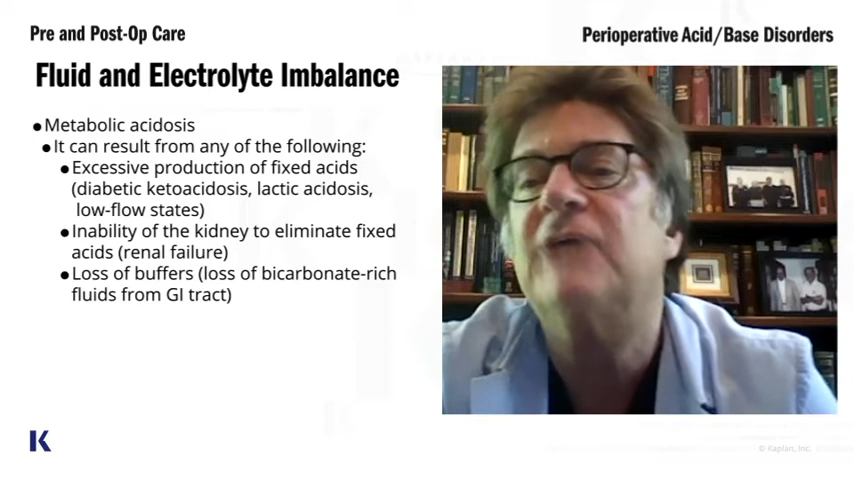 Pre and Post-Op Care
Perioperative Acid/Base Disorders
Fluid and Electrolyte Imbalance
●Metabolic acidosis
●It can result from any of the following:
●Excessive production of fixed acids
(diabetic ketoacidosis, lactic acidosis,
low-flow states)
●Inability of the kidney to eliminate fixed
acids (renal failure)
●Loss of buffers (loss of bicarbonate-rich
fluids from GI tract)
K
© Kaplan, Inc.